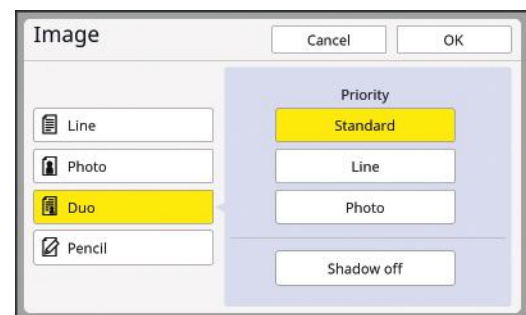 Image
Cancel
OK
Line
Photo
Duo
Pencil
Priority
Standard
Line
Photo
Shadow off